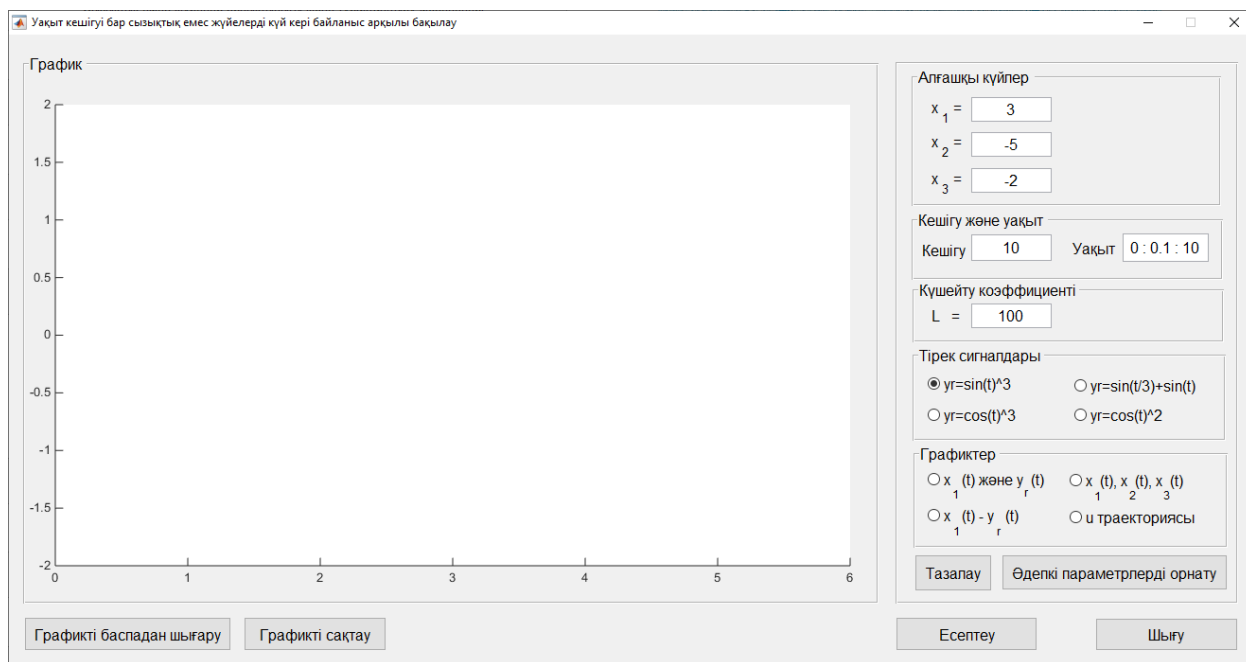 Уақыт кешігуі бар сызықтық емес жүйелерді күй кері байланыс арқылы бақылау
График
2
1.5
1
0.5
0
-0.5
-1
-1.5
-2
0 1 2 3 4 5 6
Графикті баспадан шығару
Графикті сақтау
Алғашқы күйлер
x1 = 3
x2 = -5
x3 = -2
Кешігу және уақыт
Кешігу 10 Уақыт 0 : 0.1 : 10
Күшейту коэффициенті
L = 100
Тірек сигналдары
yr=sin(t)^3 yr=sin(t/3)+sin(t)
yr=cos(t)^3 yr=cos(t)^2
Графиктер
x1(t) және yr(t) x1(t), x2(t), x3(t)
x1(t) - yr(t) u траекториясы
Тазалау Әдепкі параметрлерді орнату
Есептеу Шығу